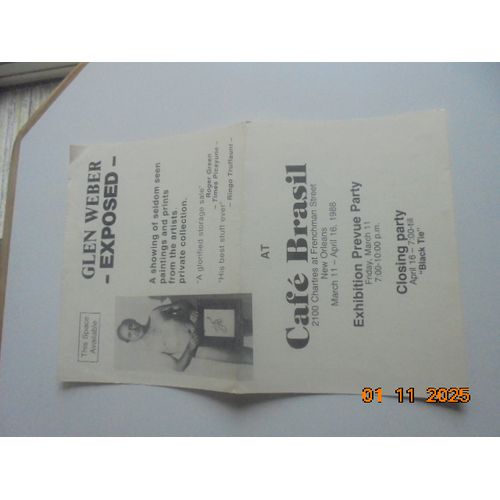 GLEN WEBER
– EXPOSED –
A showing of seldom seen
paintings and prints
from the artists
private collection.
"A glorified storage sale"
– Roger Green –
– Times Picayune –
"His best stuff ever"
– Ringo Truffaunt –
This Space
Available
AT
Café Brasil
2100 Chartres at Frenchman Street
New Orleans
March 11 – April 16, 1988
Exhibition Prevue Party
Friday, March 11
7:00-10:00 p.m.
Closing party
April 16 – 7:00-till
"Black Tie"
01 11 2025